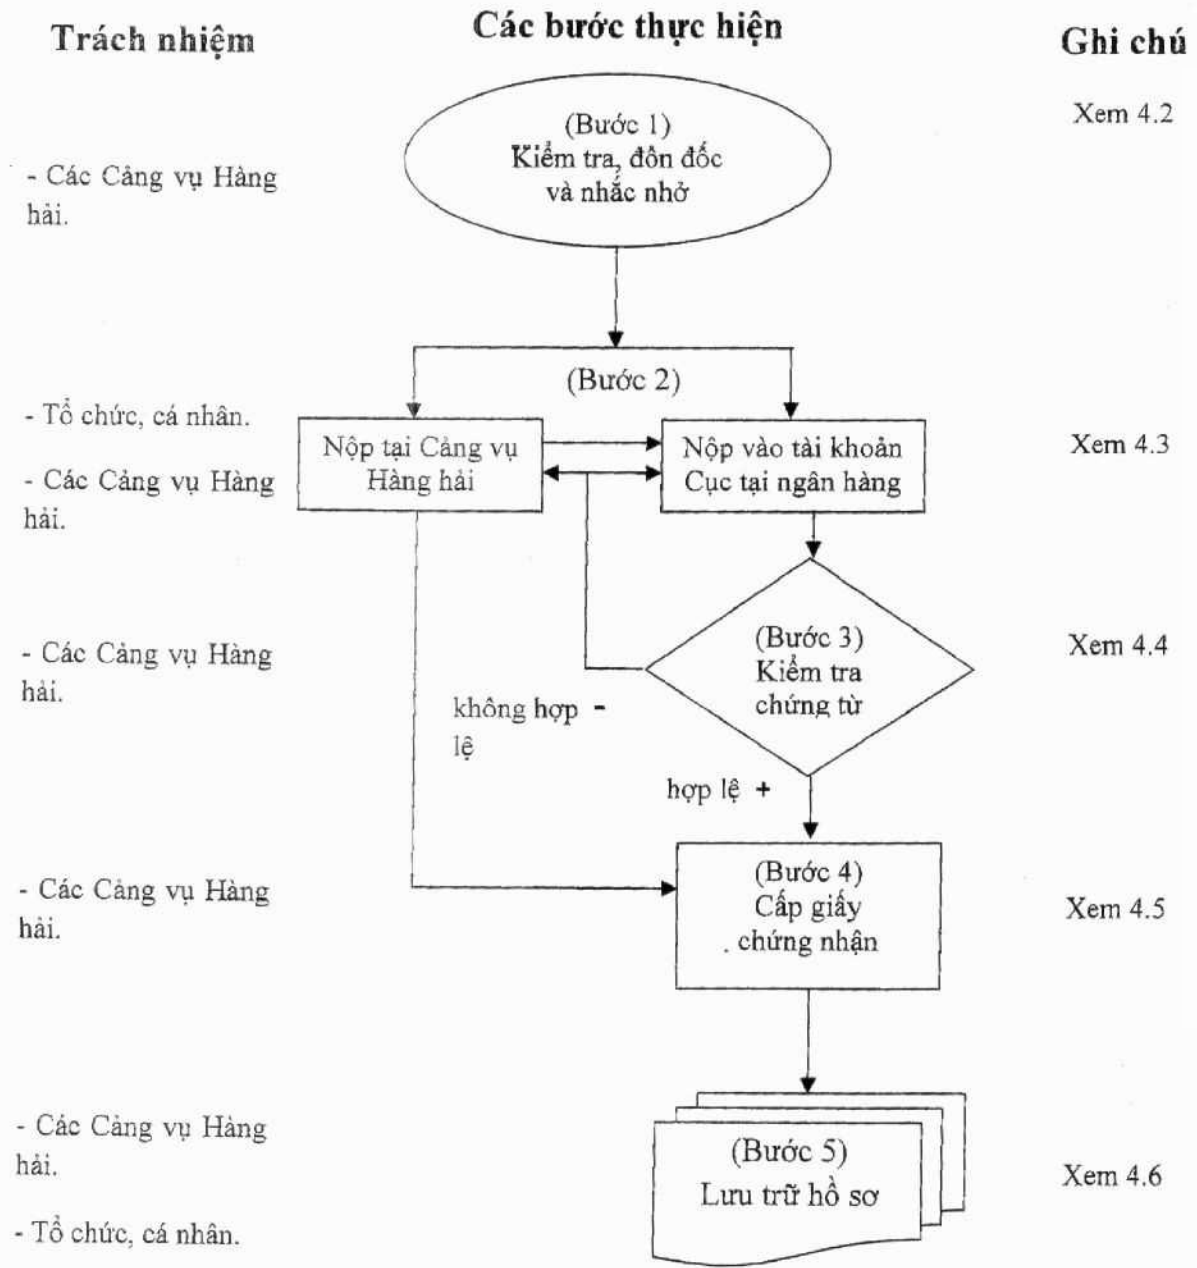 Trách nhiệm
Các bước thực hiện
Ghi chú
(Bước 1)
Kiểm tra, đôn đốc
và nhắc nhở
- Các Cảng vụ Hàng
hải.
Xem 4.2
(Bước 2)
- Tổ chức, cá nhân.
- Các Cảng vụ Hàng
hải.
Nộp tại Cảng vụ
Hàng hải
Nộp vào tài khoản
Cục tại ngân hàng
Xem 4.3
- Các Cảng vụ Hàng
hải.
(Bước 3)
Kiểm tra
chứng từ
Xem 4.4
không hợp -
lệ
hợp lệ +
- Các Cảng vụ Hàng
hải.
(Bước 4)
Cấp giấy
. chứng nhận
Xem 4.5
- Các Cảng vụ Hàng
hải.
- Tổ chức, cá nhân.
(Bước 5)
Lưu trữ hồ sơ
Xem 4.6